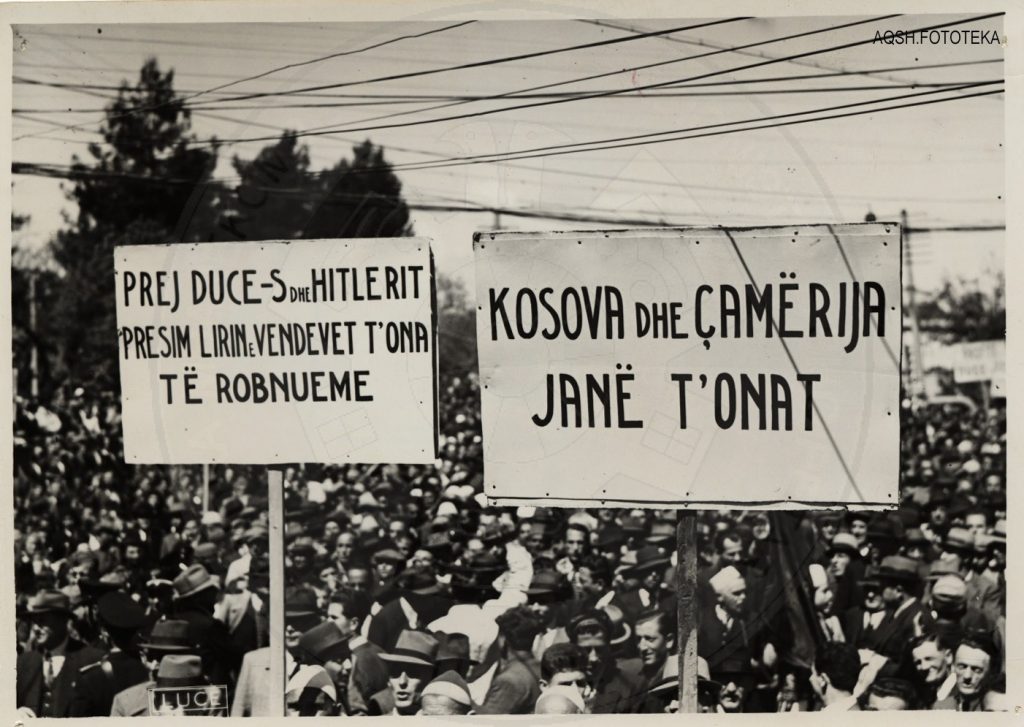 AQSH.FOTOTEKA
PREJ DUCE-S DHE HITLERIT
PRESIM LIRIN E VENDEVET T'ONA
TË ROBNUEME
KOSOVA DHE ÇAMËRIJA
JANË T'ONAT
LUCE